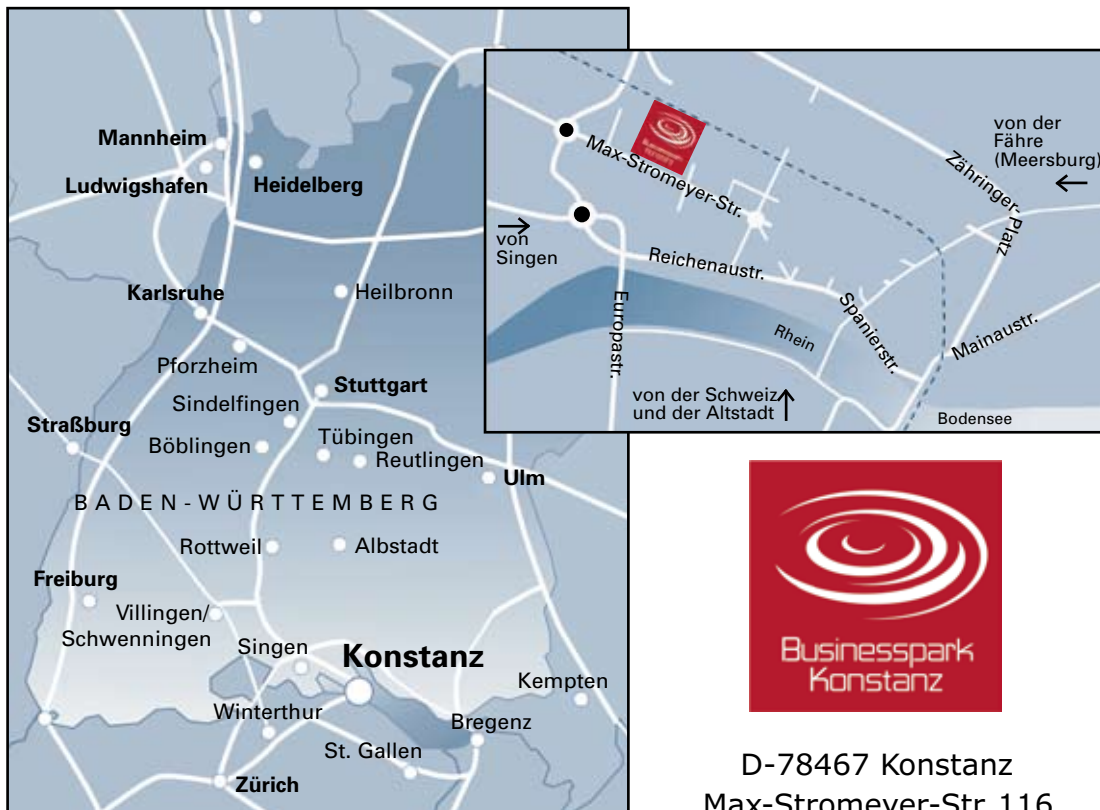 Mannheim
Ludwigshafen
Heidelberg
Karlsruhe
Heilbronn
Pforzheim
Stuttgart
Sindelfingen
Straßburg
Böblingen
Tübingen
Reutlingen
Ulm
BADEN-WÜRTTEMBERG
Rottweil
Albstadt
Freiburg
Villingen/
Schwenningen
Singen
Konstanz
Kempten
Winterthur
Bregenz
St. Gallen
Zürich
Businesspark
Konstanz
Max-Stromeyer-Str.
von der
Fähre
(Meersburg)
Zähringer-
Platz
von
Singen
Reichenaustr.
Europastr.
Rhein
Spanierstr.
Mainaustr.
von der Schweiz
und der Altstadt
Bodensee
Businesspark
Konstanz
D-78467 Konstanz
Max-Stromeyer-Str. 116